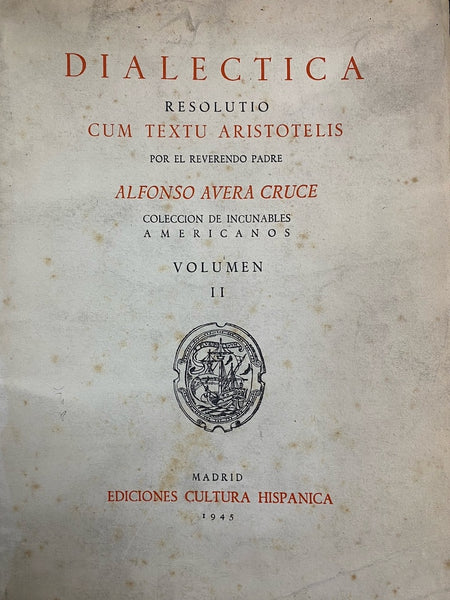 DIALECTICA
RESOLUTIO
CUM TEXTU ARISTOTELIS
POR EL REVERENDO PADRE
ALFONSO AVERA CRUCE
COLECCION DE INCUNABLES
AMERICANOS
VOLUMEN
II
MADRID
EDICIONES CULTURA HISPANICA
1945